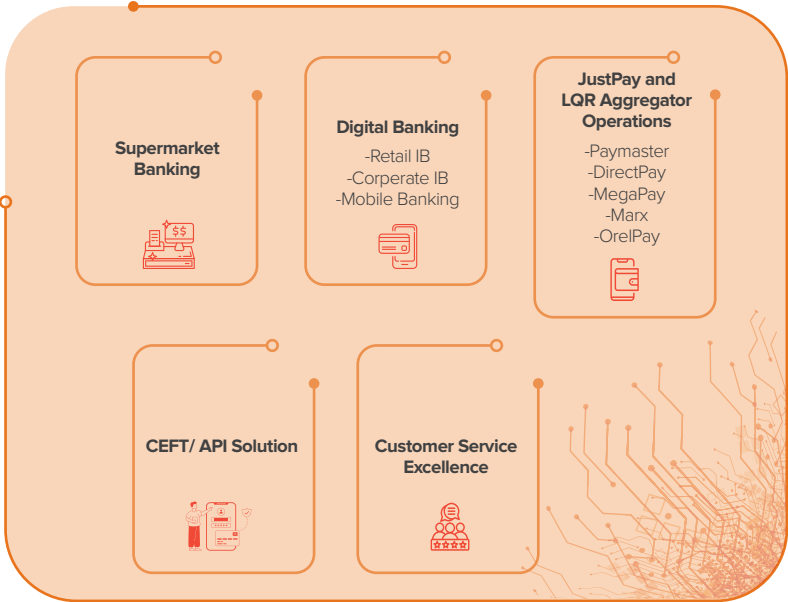 Supermarket
Banking
Digital Banking
-Retail IB
-Corperate IB
-Mobile Banking
JustPay and
LQR Aggregator
Operations
-Paymaster
-DirectPay
-MegaPay
-Marx
-OrelPay
$$
CEFT/ API Solution
Customer Service
Excellence